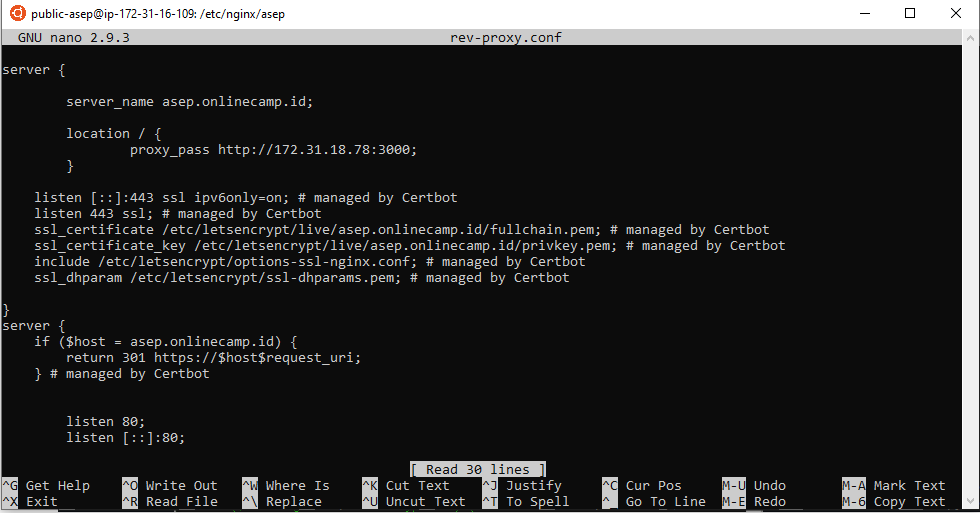 public-asep@ip-172-31-16-109: /etc/nginx/asep
GNU nano 2.9.3 rev-proxy.conf
server {
server_name asep.onlinecamp.id;
location / {
proxy_pass http://172.31.18.78:3000;
}
listen [::]:443 ssl ipv6only=on; # managed by Certbot
listen 443 ssl; # managed by Certbot
ssl_certificate /etc/letsencrypt/live/asep.onlinecamp.id/fullchain.pem; # managed by Certbot
ssl_certificate_key /etc/letsencrypt/live/asep.onlinecamp.id/privkey.pem; # managed by Certbot
include /etc/letsencrypt/options-ssl-nginx.conf; # managed by Certbot
ssl_dhparam /etc/letsencrypt/ssl-dhparams.pem; # managed by Certbot
}
server {
if ($host = asep.onlinecamp.id) {
return 301 https://$host$request_uri;
} # managed by Certbot
listen 80;
listen [::]:80;
[ Read 30 lines ]
^G Get Help ^O Write Out ^W Where Is ^K Cut Text ^J Justify ^C Cur Pos M-U Undo M-A Mark Text
^X Exit ^R Read File ^\ Replace ^U Uncut Text ^T To Spell ^_ Go To Line M-E Redo M-6 Copy Text